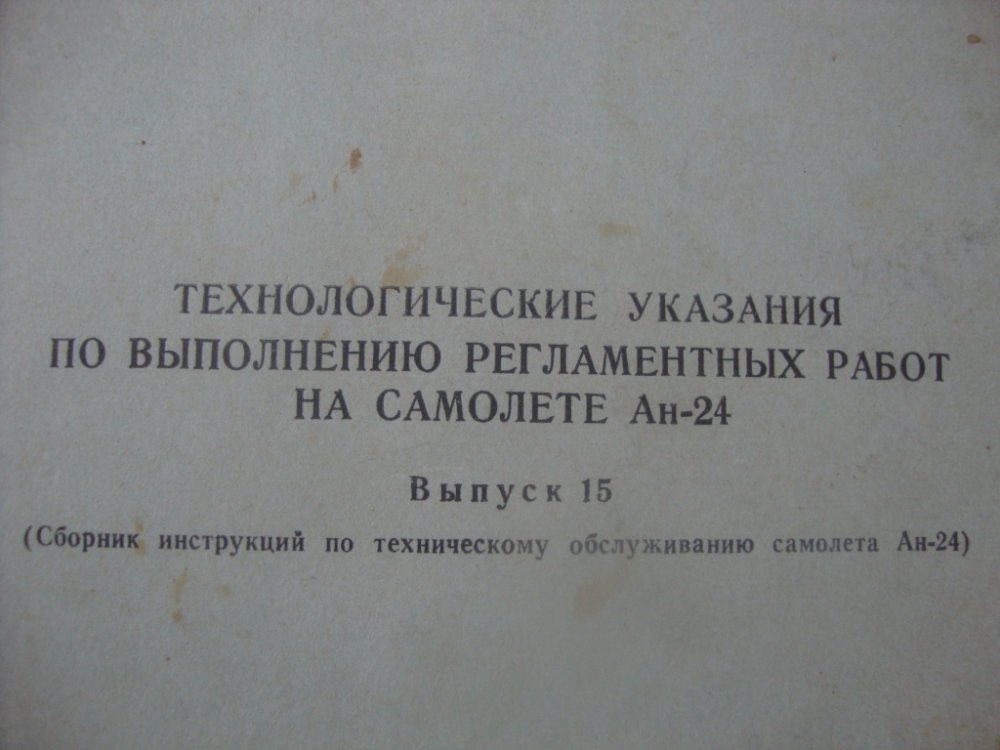 ТЕХНОЛОГИЧЕСКИЕ УКАЗАНИЯ
ПО ВЫПОЛНЕНИЮ РЕГЛАМЕНТНЫХ РАБОТ
НА САМОЛЕТЕ Ан-24
Выпуск 15
(Сборник инструкций по техническому обслуживанию самолета Ан-24)